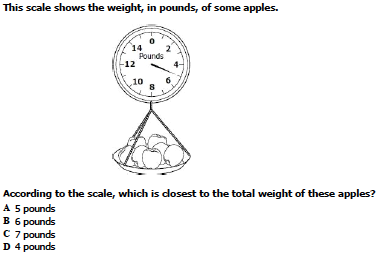 This scale shows the weight, in pounds, of some apples.
0
14 2
Pounds
12 4
10 6
8
According to the scale, which is closest to the total weight of these apples?
A 5 pounds
B 6 pounds
C 7 pounds
D 4 pounds